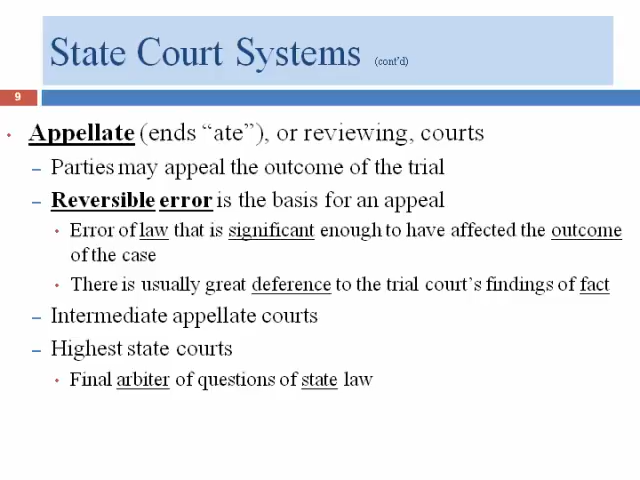 State Court Systems (cont'd)
9
• Appellate (ends “ate”), or reviewing, courts
– Parties may appeal the outcome of the trial
– Reversible error is the basis for an appeal
• Error of law that is significant enough to have affected the outcome
of the case
• There is usually great deference to the trial court’s findings of fact
– Intermediate appellate courts
– Highest state courts
• Final arbiter of questions of state law